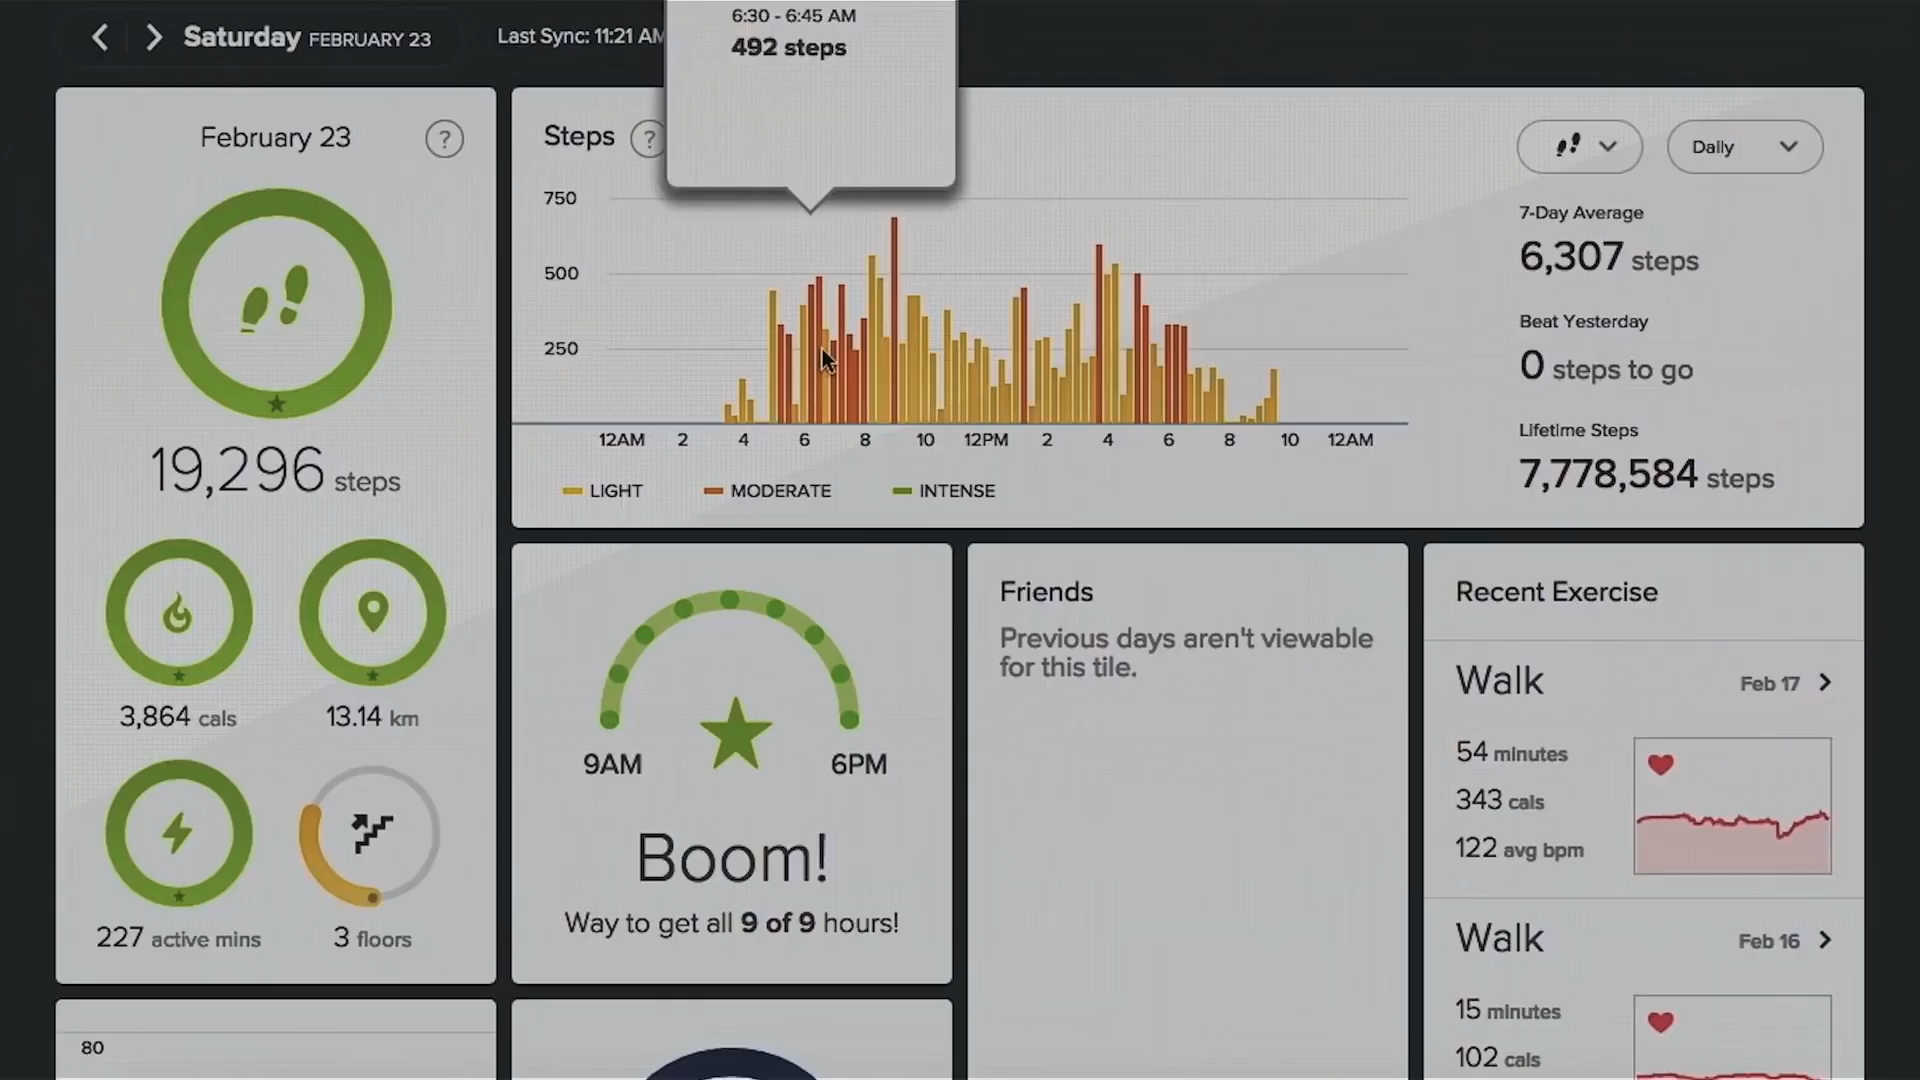 Saturday FEBRUARY 23
Last Sync: 11:21 AM
6:30 - 6:45 AM
492 steps
February 23
?
19,296 steps
3,864 cals
13.14 km
227 active mins
3 floors
Steps ?
750
500
250
12AM 2 4 6 8 10 12PM 2 4 6 8 10 12AM
LIGHT MODERATE INTENSE
Daily
7-Day Average
6,307 steps
Beat Yesterday
0 steps to go
Lifetime Steps
7,778,584 steps
9AM 6PM
Boom!
Way to get all 9 of 9 hours!
Friends
Previous days aren't viewable
for this tile.
Recent Exercise
Walk Feb 17
54 minutes
343 cals
122 avg bpm
Walk Feb 16
15 minutes
102 cals
80